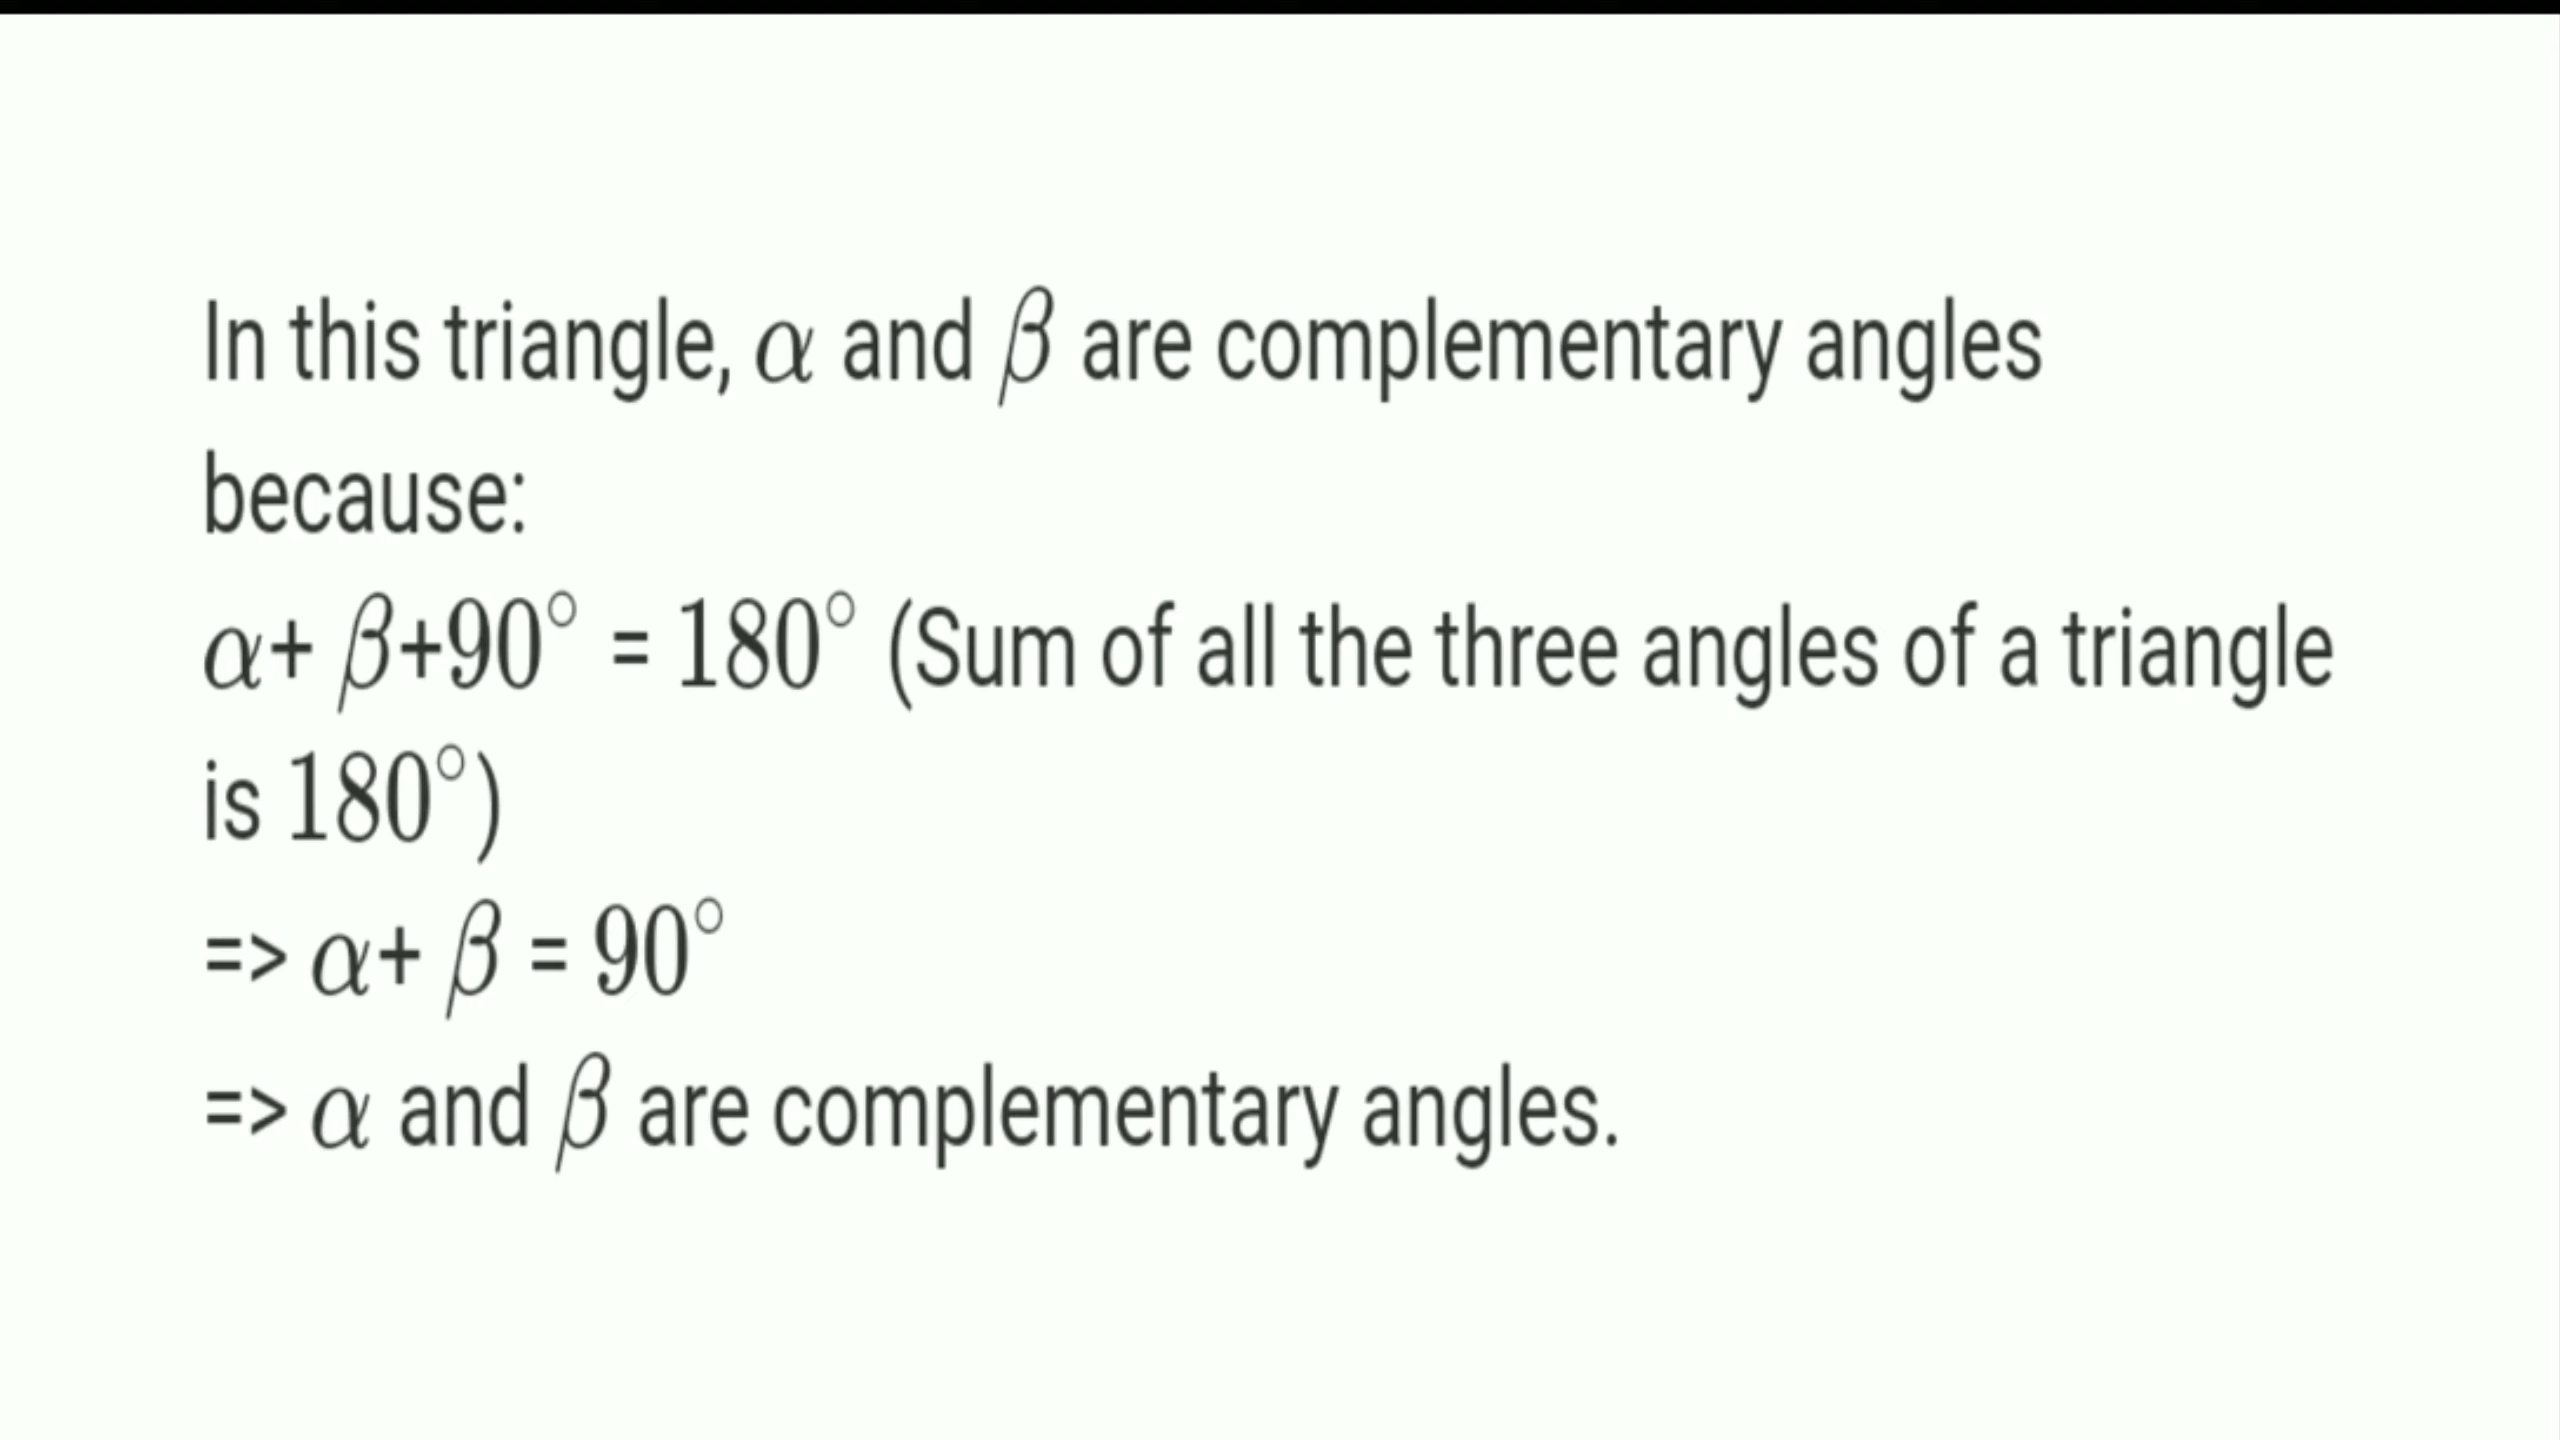 In this triangle, α and β are complementary angles
because:
α+ β+90° = 180° (Sum of all the three angles of a triangle
is 180°)
=> α+ β = 90°
=> α and β are complementary angles.